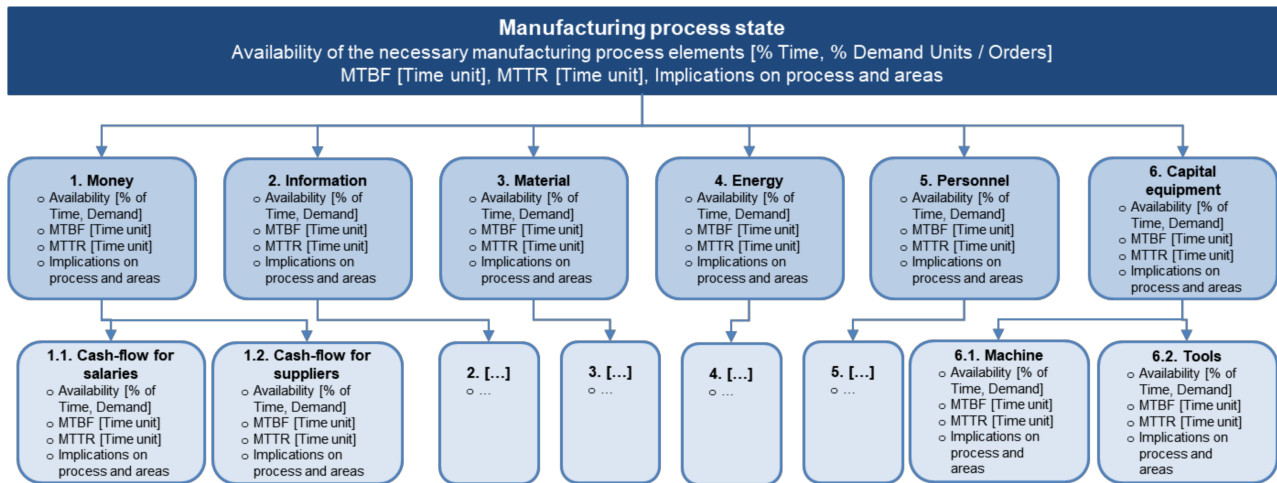 Manufacturing process state
Availability of the necessary manufacturing process elements [% Time, % Demand Units / Orders]
MTBF [Time unit], MTTR [Time unit], Implications on process and areas
1. Money
o Availability [% of
Time, Demand]
o MTBF [Time unit]
o MTTR [Time unit]
o Implications on
process and areas
2. Information
o Availability [% of
Time, Demand]
o MTBF [Time unit]
o MTTR [Time unit]
o Implications on
process and areas
3. Material
o Availability [% of
Time, Demand]
o MTBF [Time unit]
o MTTR [Time unit]
o Implications on
process and areas
4. Energy
o Availability [% of
Time, Demand]
o MTBF [Time unit]
o MTTR [Time unit]
o Implications on
process and areas
5. Personnel
o Availability [% of
Time, Demand]
o MTBF [Time unit]
o MTTR [Time unit]
o Implications on
process and areas
6. Capital
equipment
o Availability [% of
Time, Demand]
o MTBF [Time unit]
o MTTR [Time unit]
o Implications on
process and areas
1.1. Cash-flow for
salaries
o Availability [% of
Time, Demand]
o MTBF [Time unit]
o MTTR [Time unit]
o Implications on
process and areas
1.2. Cash-flow for
suppliers
o Availability [% of
Time, Demand]
o MTBF [Time unit]
o MTTR [Time unit]
o Implications on
process and areas
2. […]
o …
3. […]
o …
4. […]
o …
5. […]
o …
6.1. Machine
o Availability [% of
Time, Demand]
o MTBF [Time unit]
o MTTR [Time unit]
o Implications on
process and
areas
6.2. Tools
o Availability [% of
Time, Demand]
o MTBF [Time unit]
o MTTR [Time unit]
o Implications on
process and
areas